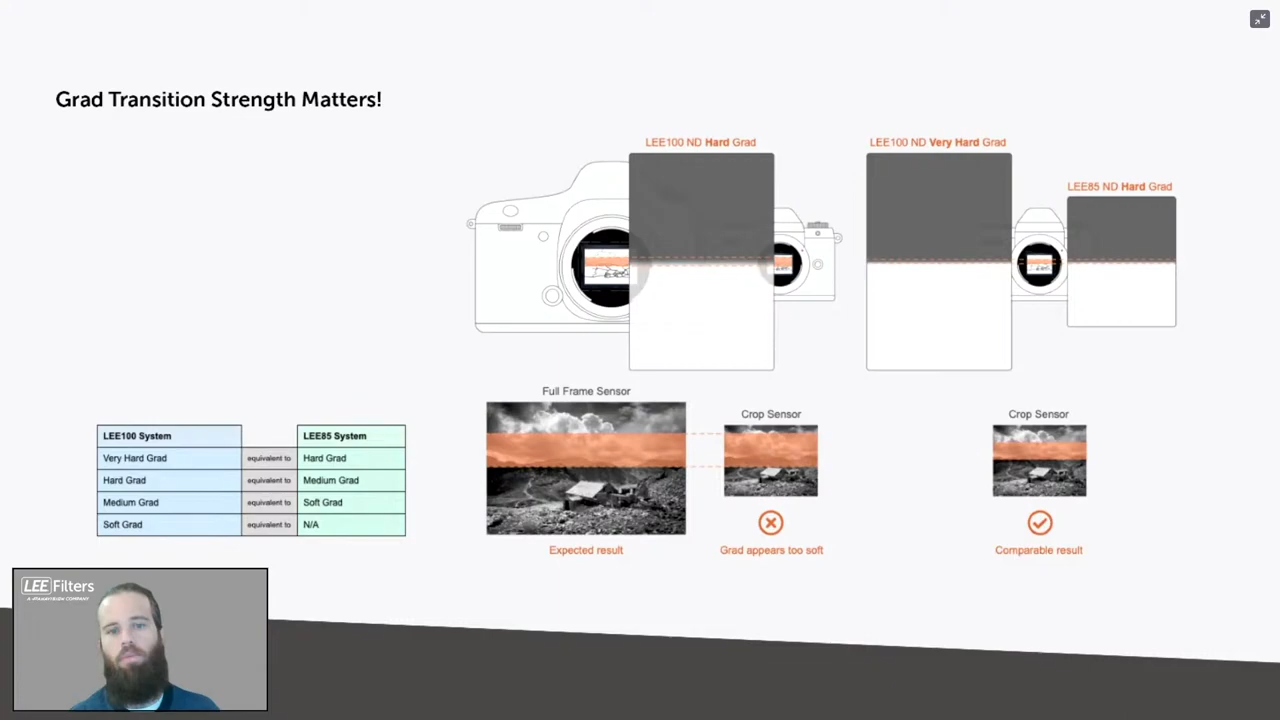 Grad Transition Strength Matters!
LEE100 ND Hard Grad
LEE100 ND Very Hard Grad
LEE85 ND Hard Grad
Full Frame Sensor
Crop Sensor
Crop Sensor
Expected result
Grad appears too soft
Comparable result
LEE100 System
LEE85 System
Very Hard Grad equivalent to Hard Grad
Hard Grad equivalent to Medium Grad
Medium Grad equivalent to Soft Grad
Soft Grad equivalent to N/A
LEE Filters
A PANAVISION COMPANY